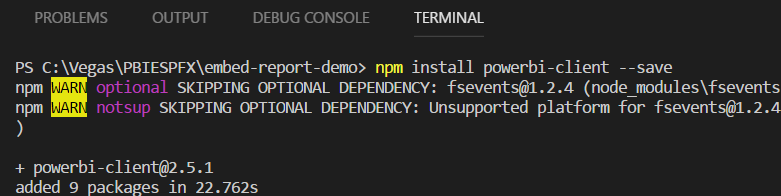 PROBLEMS OUTPUT DEBUG CONSOLE TERMINAL
PS C:\Vegas\PBIESPFX\embed-report-demo> npm install powerbi-client --save
npm WARN optional SKIPPING OPTIONAL DEPENDENCY: fsevents@1.2.4 (node_modules\fsevents
npm WARN notsup SKIPPING OPTIONAL DEPENDENCY: Unsupported platform for fsevents@1.2.4
)
+ powerbi-client@2.5.1
added 9 packages in 22.762s